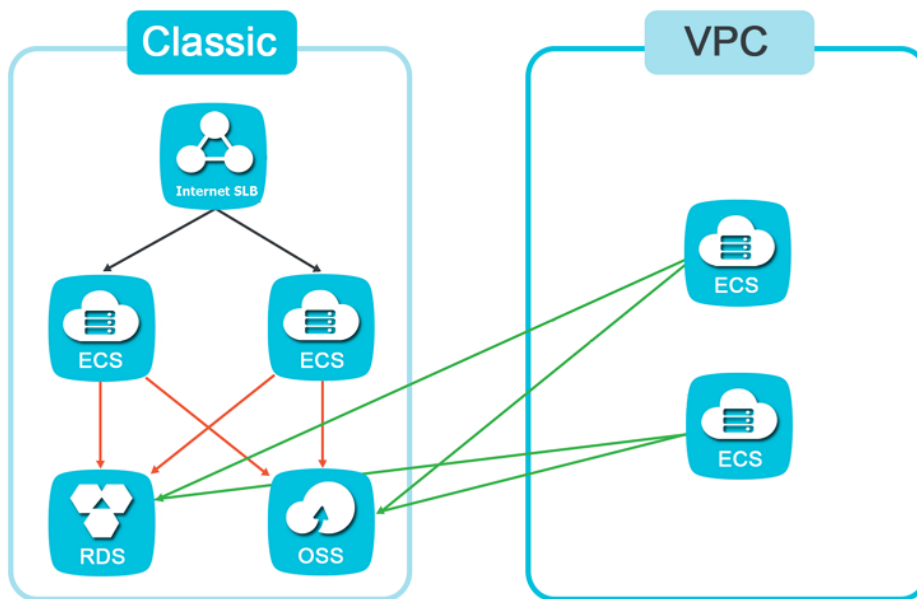 Classic
VPC
Internet SLB
ECS
ECS
ECS
ECS
RDS
OSS